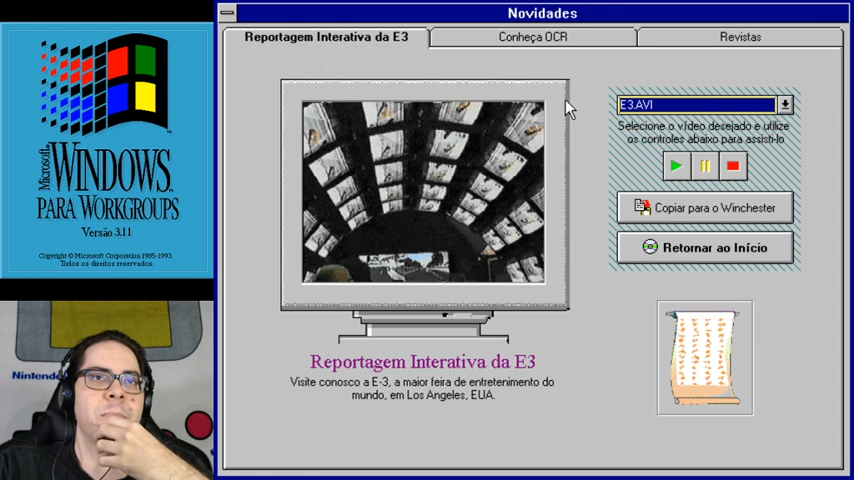 Microsoft®
WINDOWS™
PARA WORKGROUPS
Versão 3.11
Copyright © Microsoft Corporation 1985-1993.
Todos os direitos reservados.
Nintendo
Novidades
Reportagem Interativa da E3
Conheça OCR
Revistas
E3.AVI
Selecione o vídeo desejado e utilize
os controles abaixo para assisti-lo
Copiar para o Winchester
Retornar ao Início
Reportagem Interativa da E3
Visite conosco a E-3, a maior feira de entretenimento do
mundo, em Los Angeles, EUA.